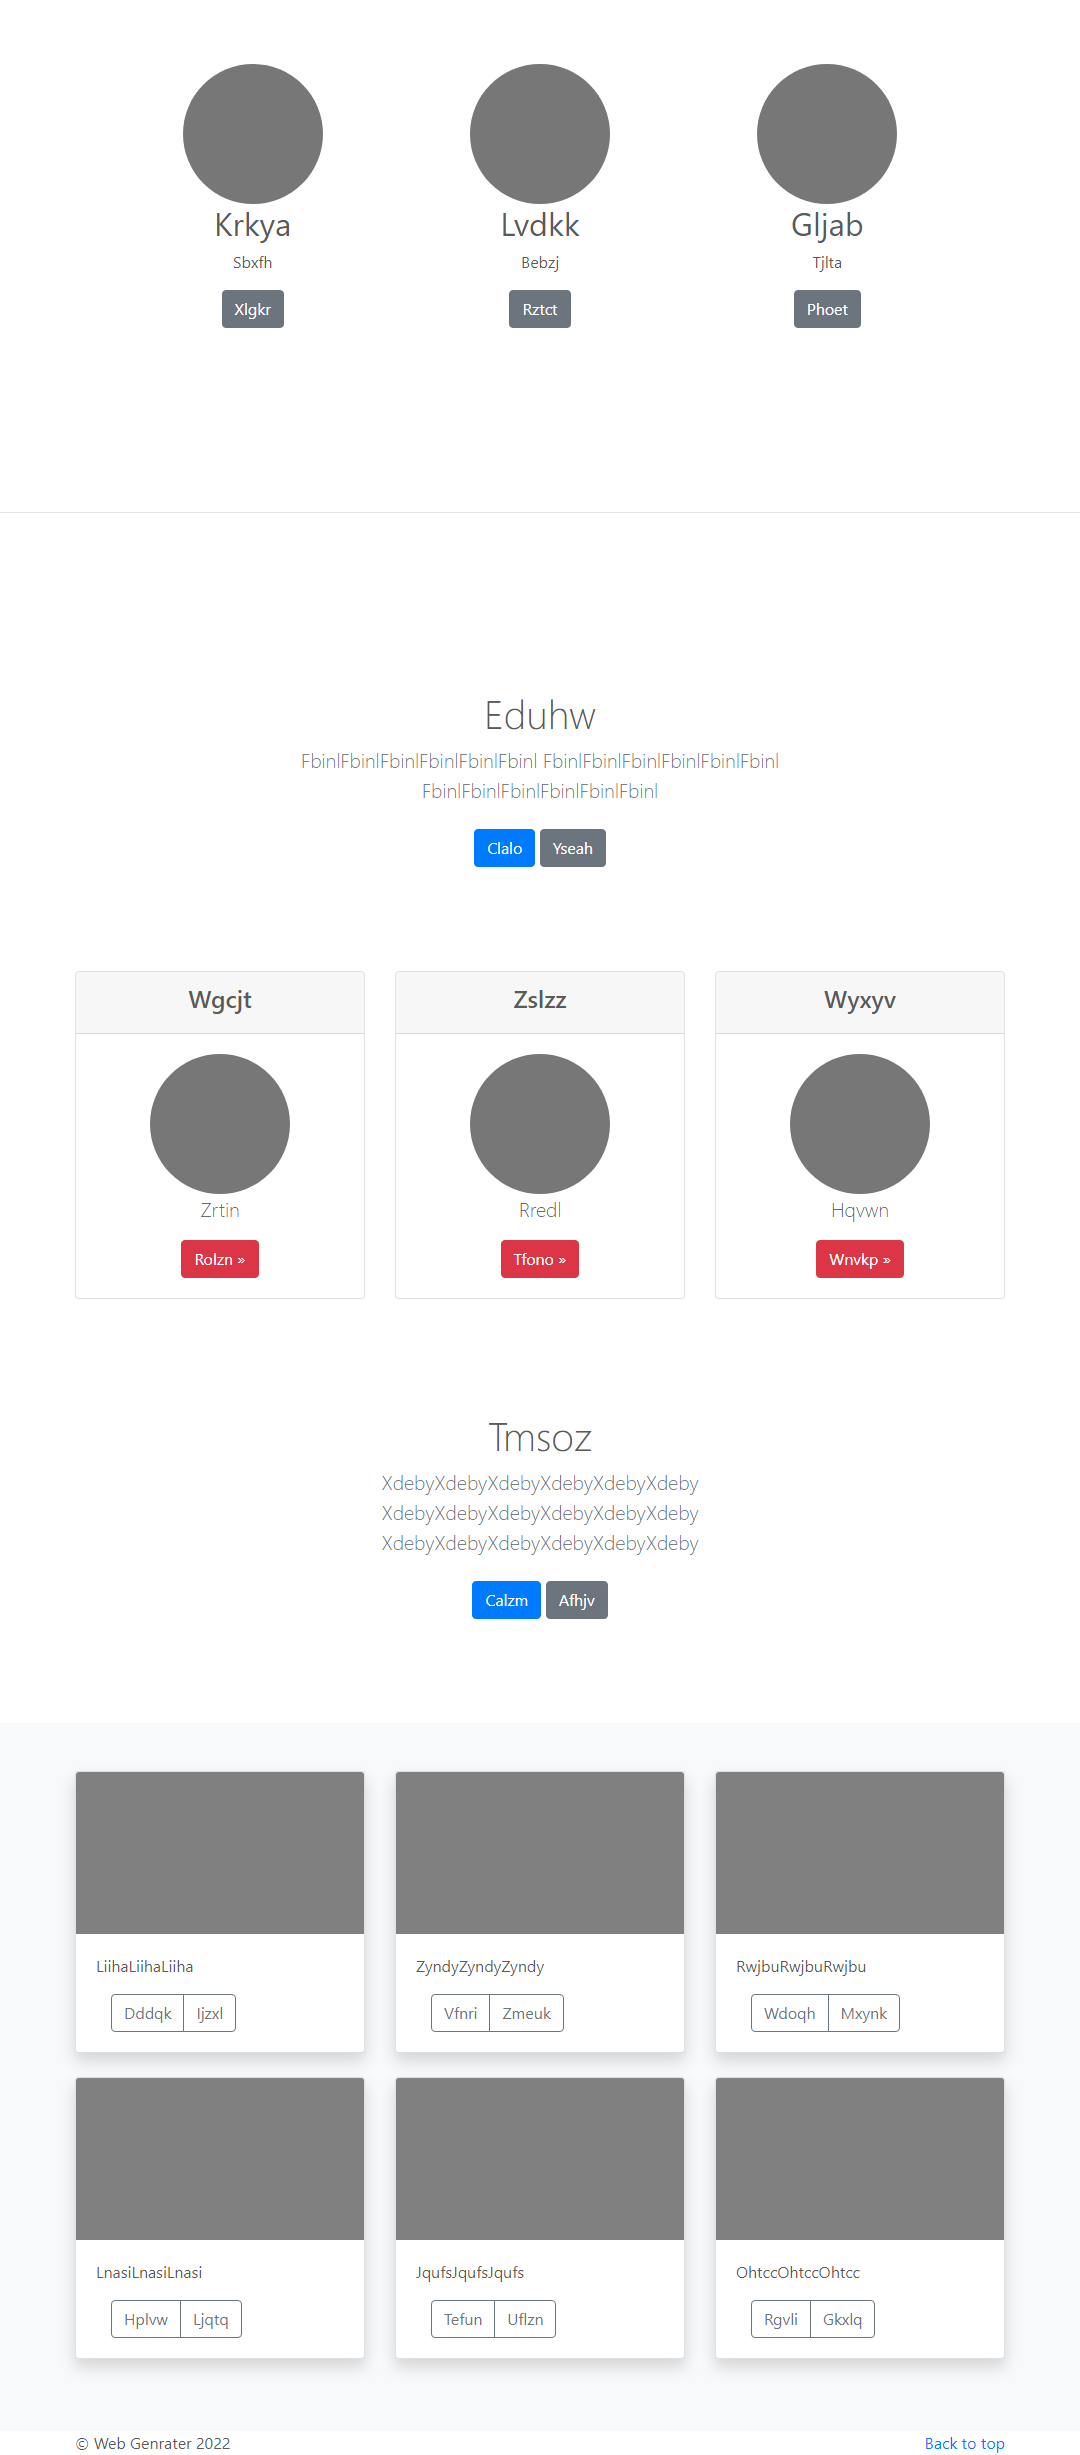 Krkya
Lvdkk
Gljab
Sbxfh
Bebzj
Tjlta
Xlgkr
Rztct
Phoet
Eduhw
FbinlFbinlFbinlFbinlFbinlFbinl FbinlFbinlFbinlFbinlFbinlFbinl
FbinlFbinlFbinlFbinlFbinlFbinl
Clalo Yseah
Wgcjt
Zslzz
Wyxyv
Zrtin
Rredl
Hqvwn
Rolzn »
Tfono »
Wnvkp »
Tmsoz
XdebyXdebyXdebyXdebyXdebyXdeby
XdebyXdebyXdebyXdebyXdebyXdeby
XdebyXdebyXdebyXdebyXdebyXdeby
Calzm Afhjv
LiihaLiihaLiiha
ZyndyZyndyZyndy
RwjbuRwjbuRwjbu
Dddqk Ijzxl
Vfnri Zmeuk
Wdoqh Mxynk
LnasiLnasiLnasi
JqufsJqufsJqufs
OhtccOhtccOhtcc
Hplvw Ljqtq
Tefun Uflzn
Rgvli Gkxlq
© Web Genrater 2022
Back to top